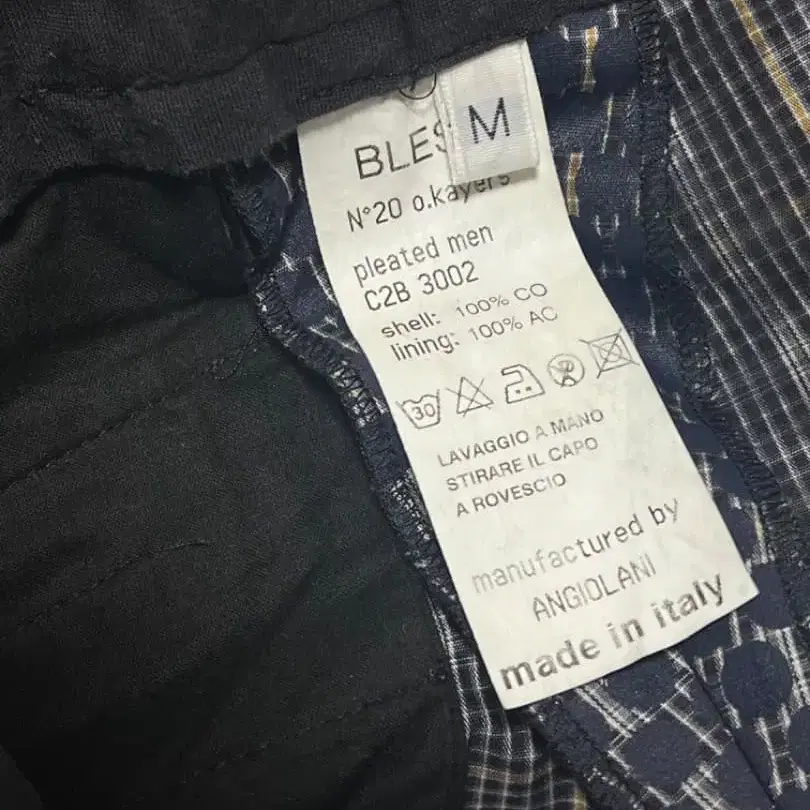 M
BLES
N°20 o.kayers
pleated men
C2B 3002
shell: 100% CO
lining: 100% AC
30
LAVAGGIO A MANO
STIRARE IL CAPO
A ROVESCIO
manufactured by
ANGIOLANI
made in italy